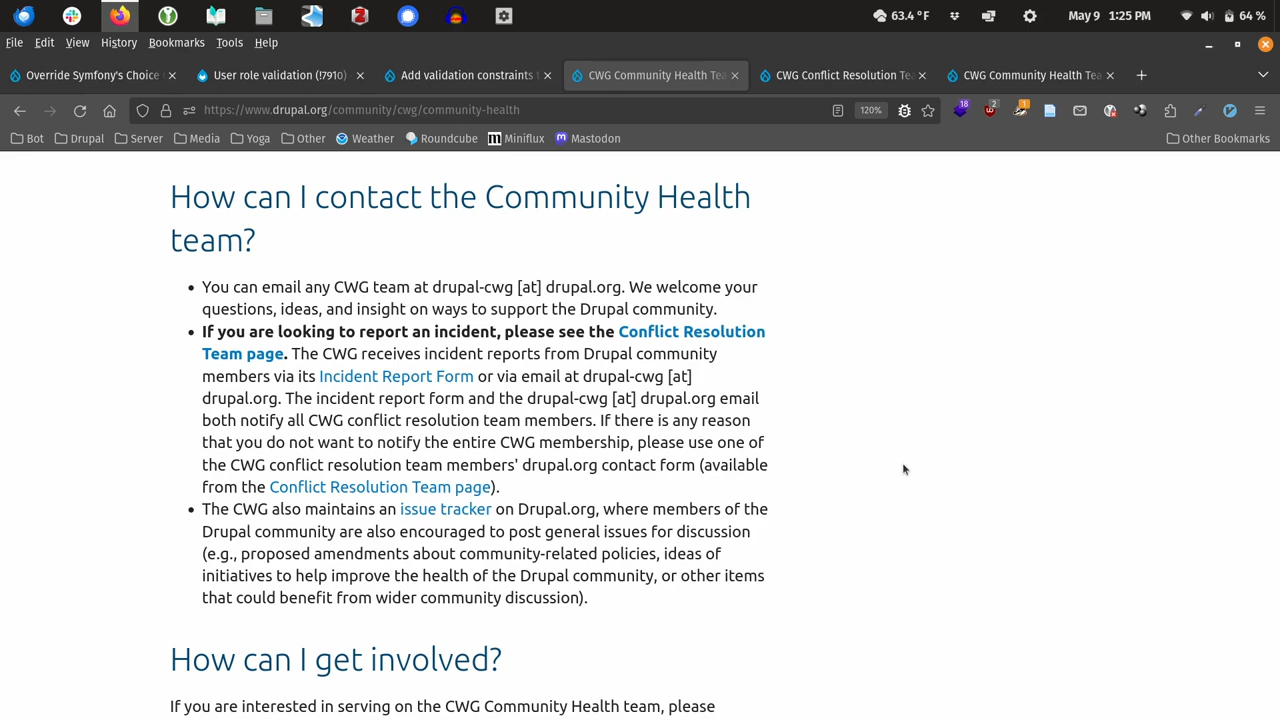 63.4 °F
May 9 1:25 PM
64 %
File Edit View History Bookmarks Tools Help
Override Symfony's Choice
User role validation (!7910)
Add validation constraints t
CWG Community Health Tea
CWG Conflict Resolution Tea
CWG Community Health Tea
https://www.drupal.org/community/cwg/community-health
120%
18
2
1
Bot Drupal Server Media Yoga Other Weather Roundcube Miniflux Mastodon Other Bookmarks
How can I contact the Community Health
team?
• You can email any CWG team at drupal-cwg [at] drupal.org. We welcome your
questions, ideas, and insight on ways to support the Drupal community.
• If you are looking to report an incident, please see the Conflict Resolution
Team page. The CWG receives incident reports from Drupal community
members via its Incident Report Form or via email at drupal-cwg [at]
drupal.org. The incident report form and the drupal-cwg [at] drupal.org email
both notify all CWG conflict resolution team members. If there is any reason
that you do not want to notify the entire CWG membership, please use one of
the CWG conflict resolution team members' drupal.org contact form (available
from the Conflict Resolution Team page).
• The CWG also maintains an issue tracker on Drupal.org, where members of the
Drupal community are also encouraged to post general issues for discussion
(e.g., proposed amendments about community-related policies, ideas of
initiatives to help improve the health of the Drupal community, or other items
that could benefit from wider community discussion).
How can I get involved?
If you are interested in serving on the CWG Community Health team, please